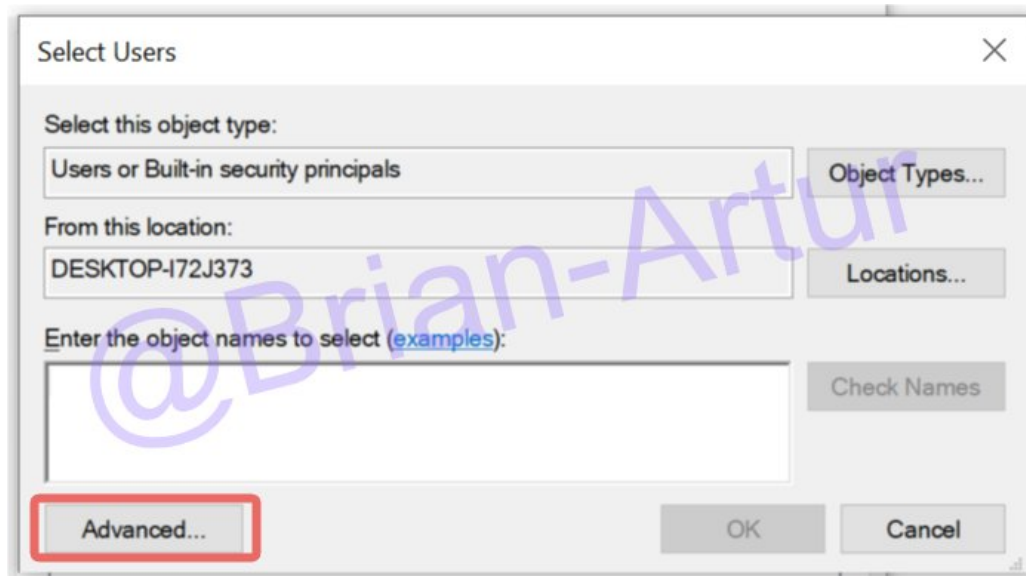 Select Users
Select this object type:
Users or Built-in security principals
Object Types...
From this location:
DESKTOP-I72J373
Locations...
Enter the object names to select (examples):
Check Names
Advanced...
OK
Cancel
@Brian-Artur